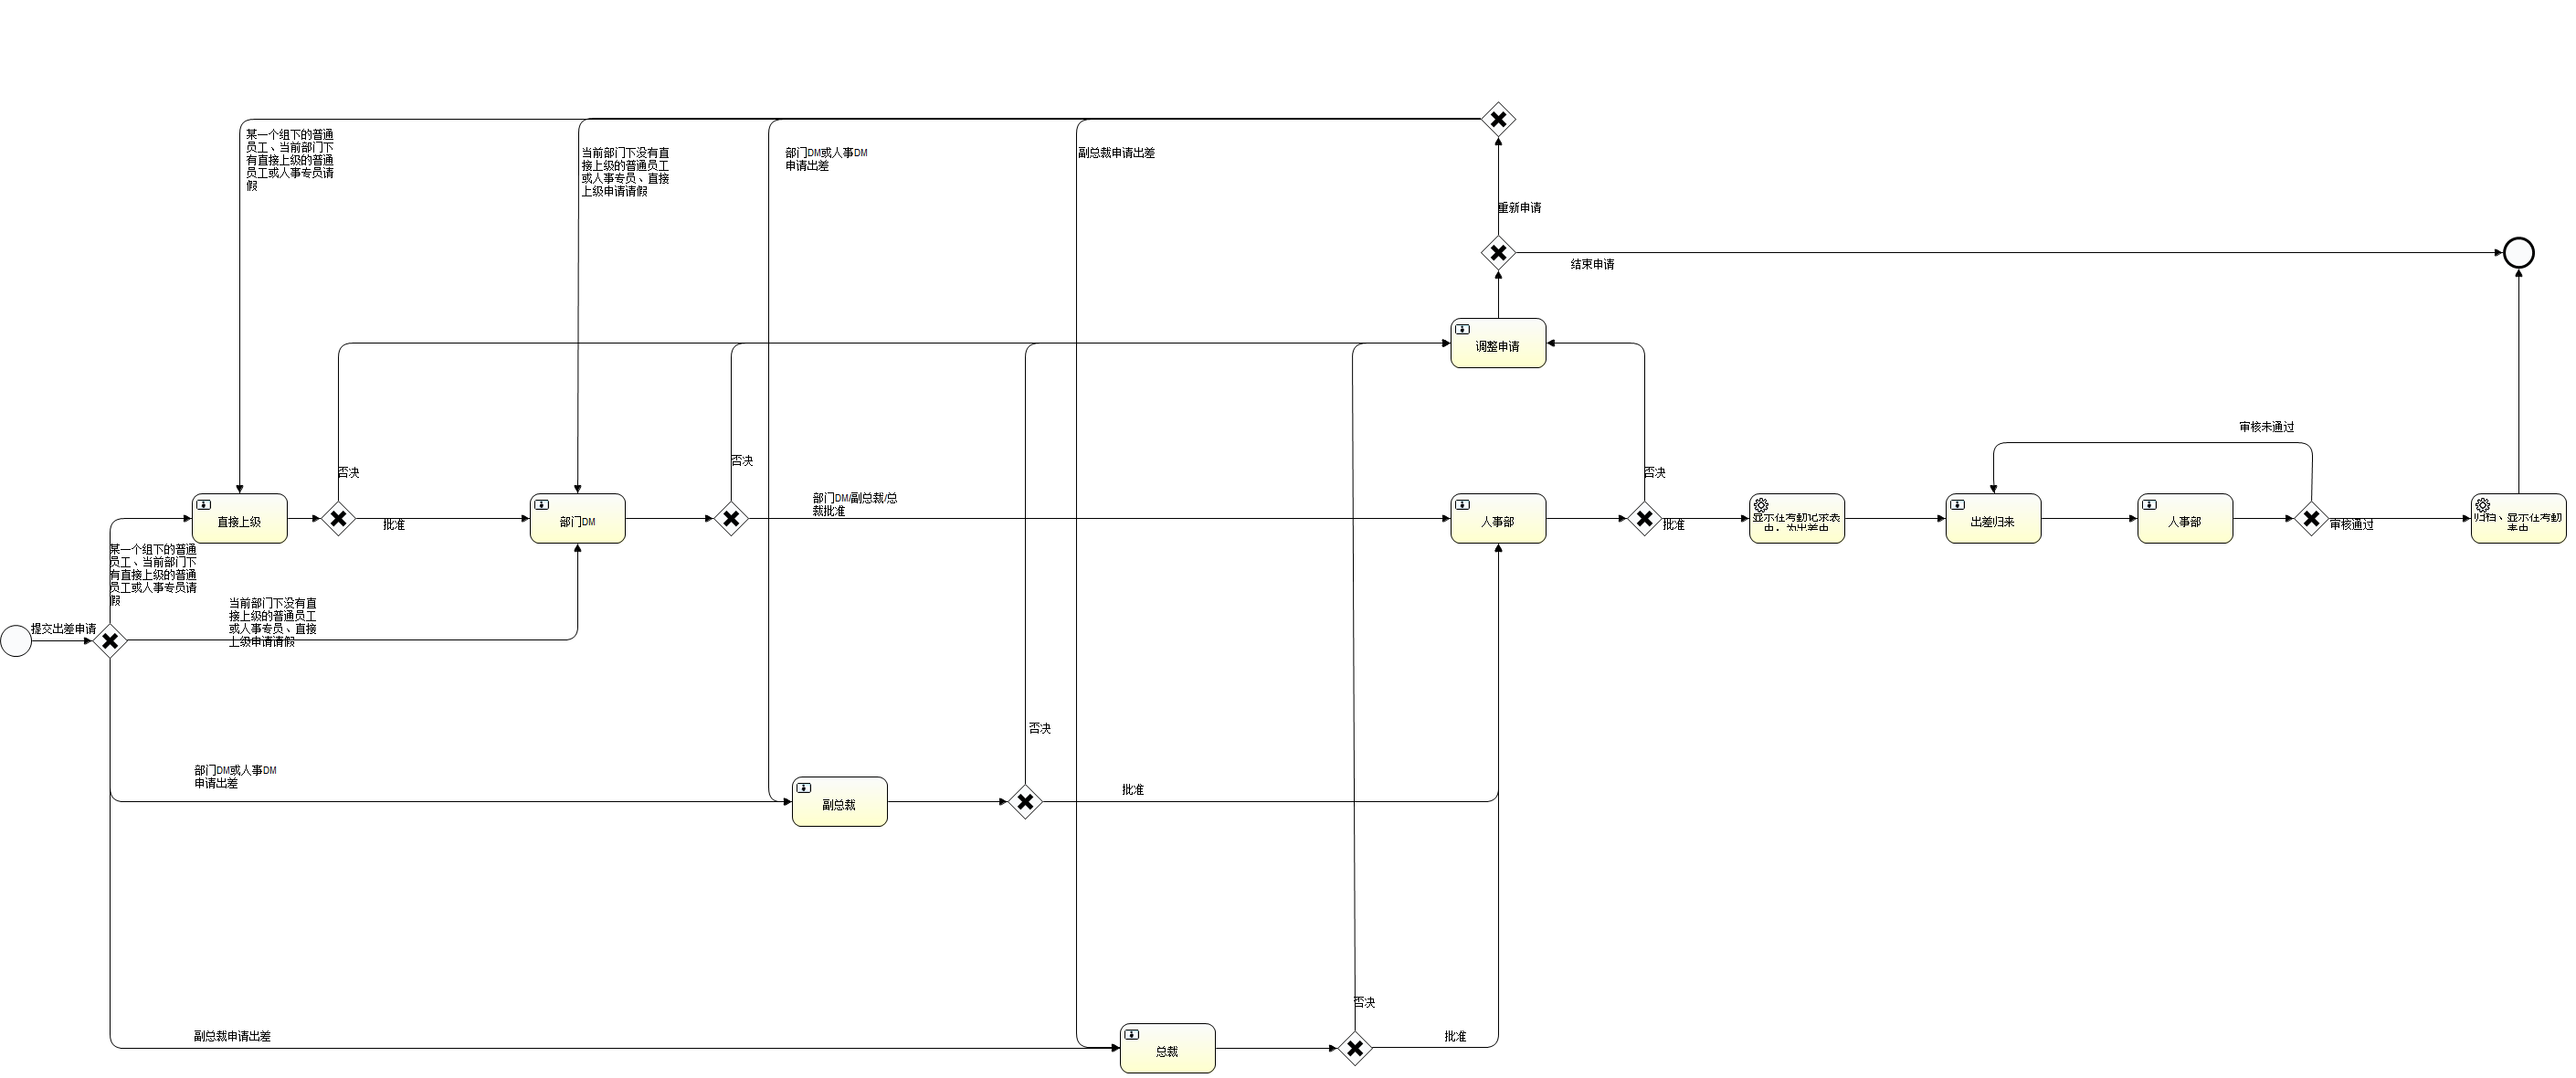 某一个组下的普通
员工、当前部门下
有直接上级的普通
员工或人事专员请
假
当前部门下没有直
接上级的普通员工
或人事专员、直接
上级申请请假
部门DM或人事DM
申请出差
副总裁申请出差
重新申请
结束申请
调整申请
否决
否决
否决
审核未通过
直接上级
批准
部门DM
部门DM/副总裁/总
裁批准
人事部
批准
显示在考勤记录表
中，为出差中
出差归来
人事部
审核通过
归档、显示在考勤
表中
某一个组下的普通
员工、当前部门下
有直接上级的普通
员工或人事专员请
假
当前部门下没有直
接上级的普通员工
或人事专员、直接
上级申请请假
提交出差申请
否决
部门DM或人事DM
申请出差
副总裁
批准
否决
副总裁申请出差
总裁
批准